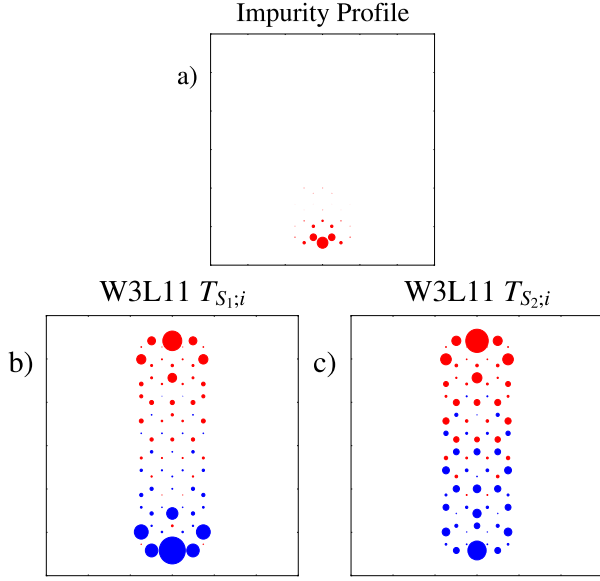 Impurity Profile
a)
W3L11 T_{S_1;i}
W3L11 T_{S_2;i}
b)
c)